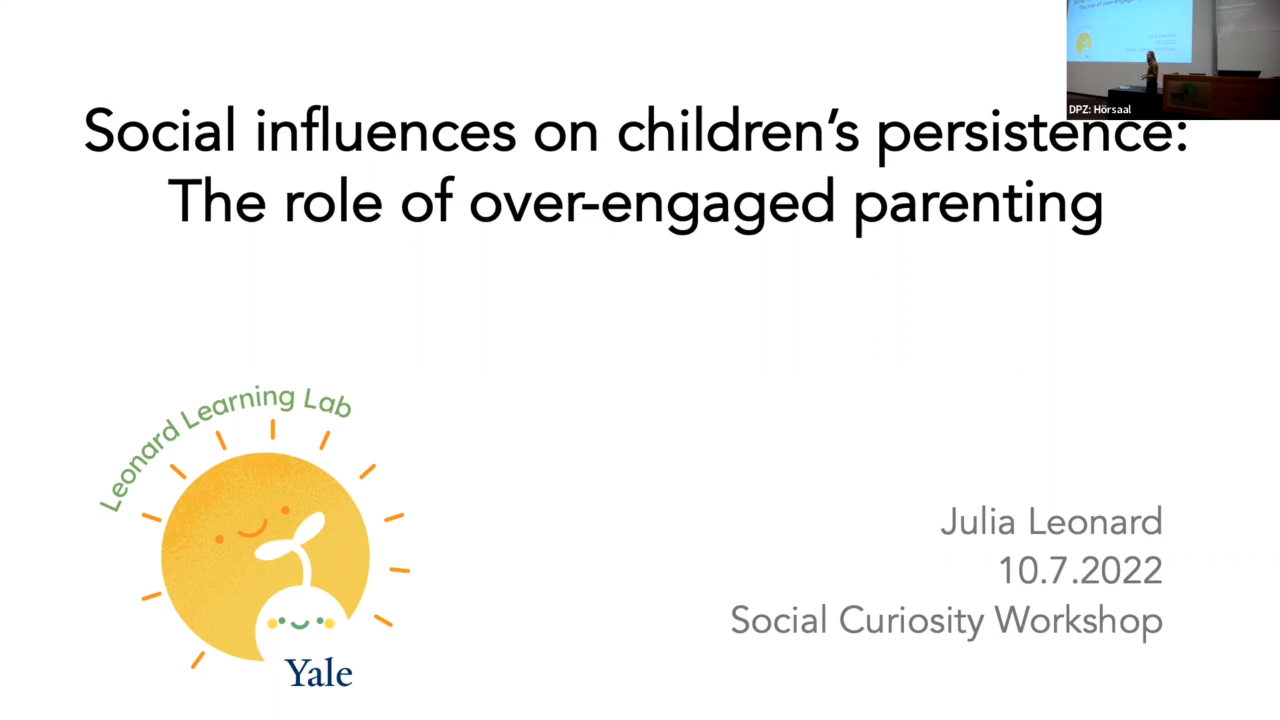 Social influences on children’s persistence:
The role of over-engaged parenting
DPZ: Hörsaal
Leonard Learning Lab
Yale
Julia Leonard
10.7.2022
Social Curiosity Workshop